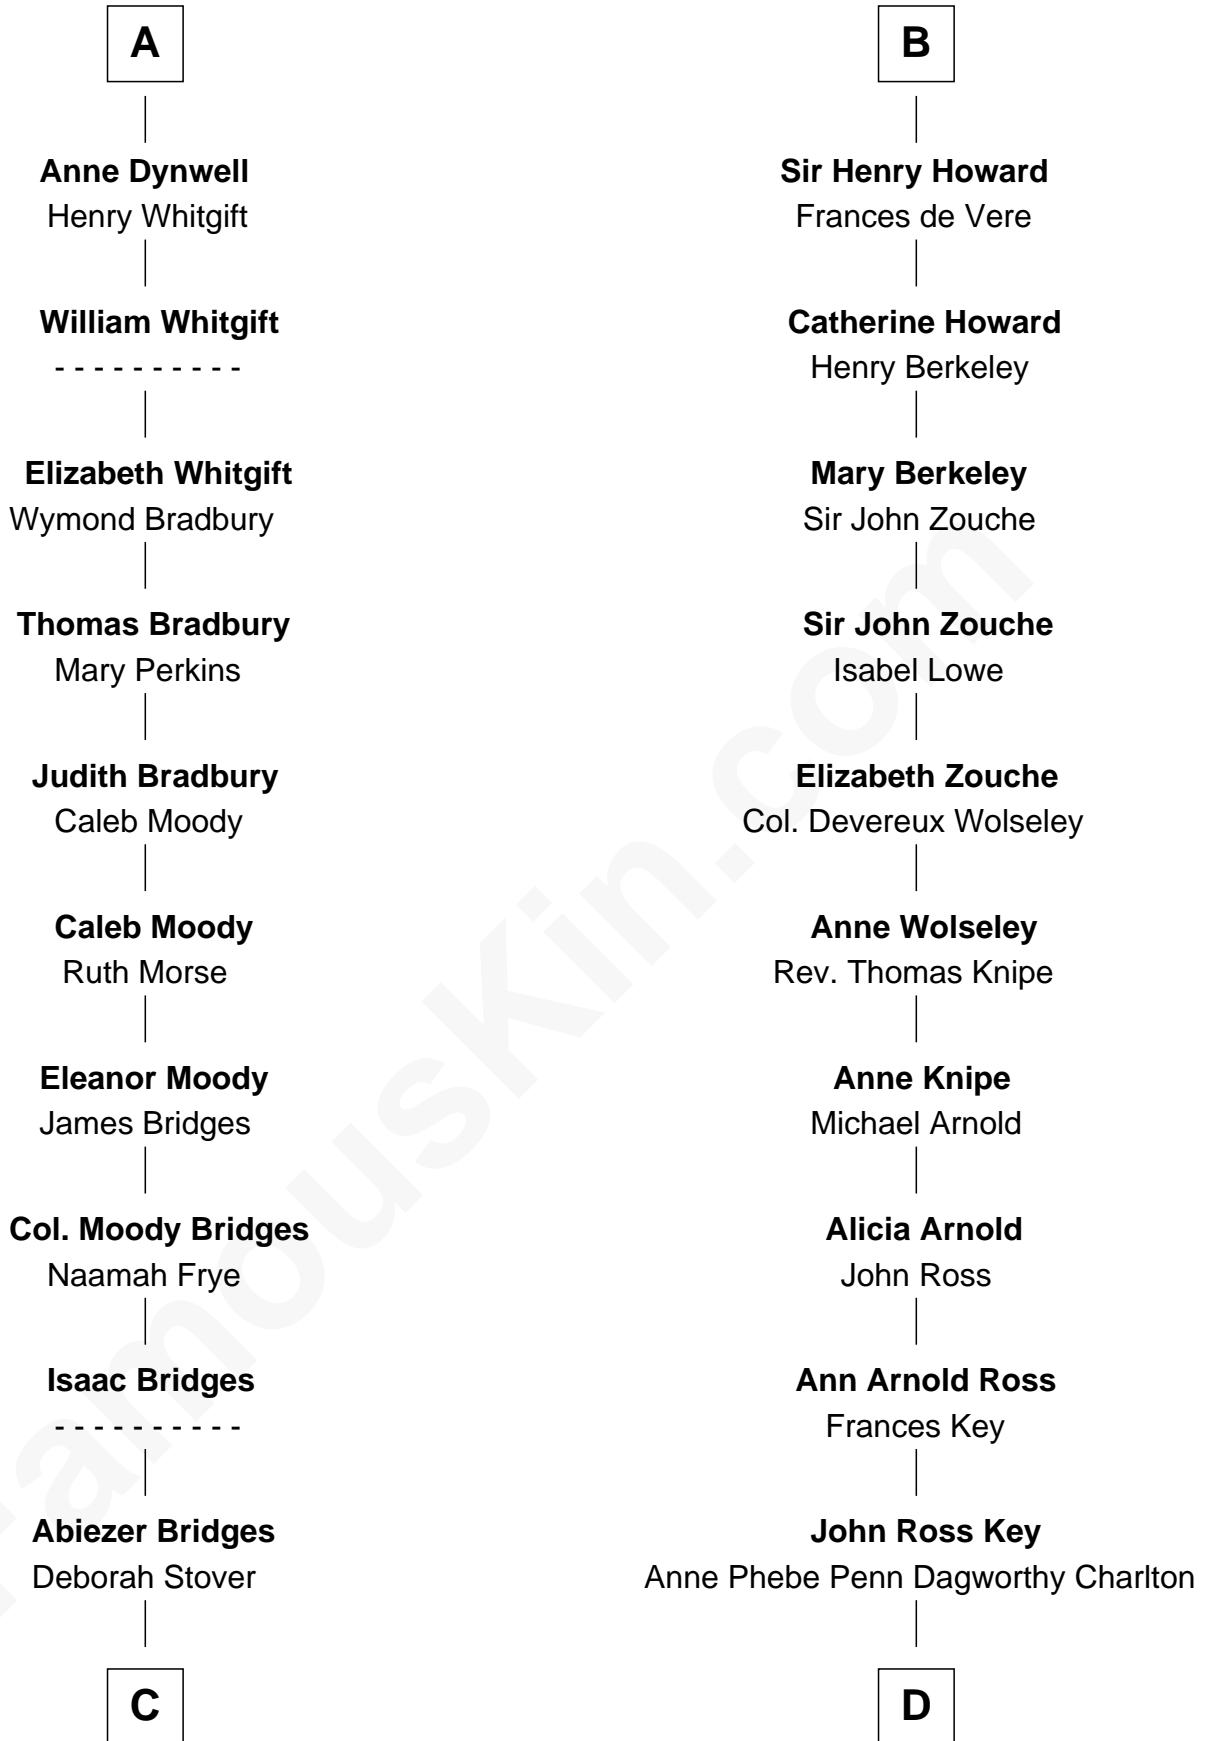 A
Anne Dynwell
Henry Whitgift
William Whitgift
- - - - - - - - - -
Elizabeth Whitgift
Wymond Bradbury
Thomas Bradbury
Mary Perkins
Judith Bradbury
Caleb Moody
Caleb Moody
Ruth Morse
Eleanor Moody
James Bridges
Col. Moody Bridges
Naamah Frye
Isaac Bridges
- - - - - - - - - -
Abiezer Bridges
Deborah Stover
C
B
Sir Henry Howard
Frances de Vere
Catherine Howard
Henry Berkeley
Mary Berkeley
Sir John Zouche
Sir John Zouche
Isabel Lowe
Elizabeth Zouche
Col. Devereux Wolseley
Anne Wolseley
Rev. Thomas Knipe
Anne Knipe
Michael Arnold
Alicia Arnold
John Ross
Ann Arnold Ross
Frances Key
John Ross Key
Anne Phebe Penn Dagworthy Charlton
D
FamousKin.com